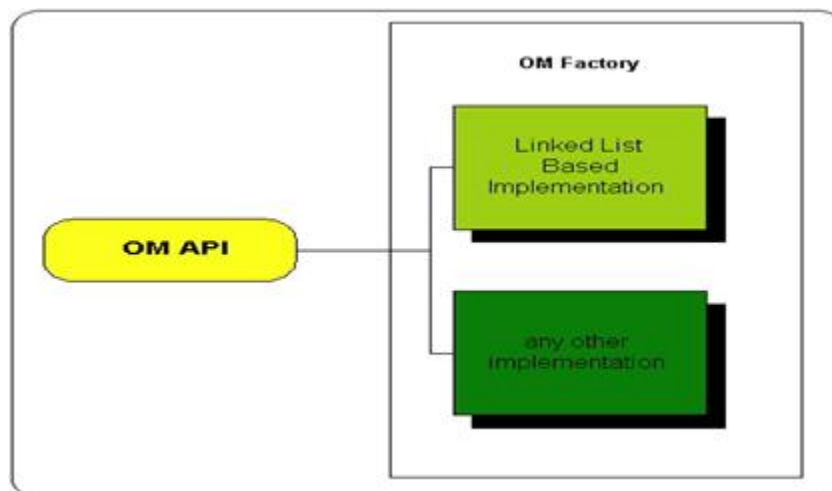 OM Factory
Linked List
Based
Implementation
OM API
any other
implementation